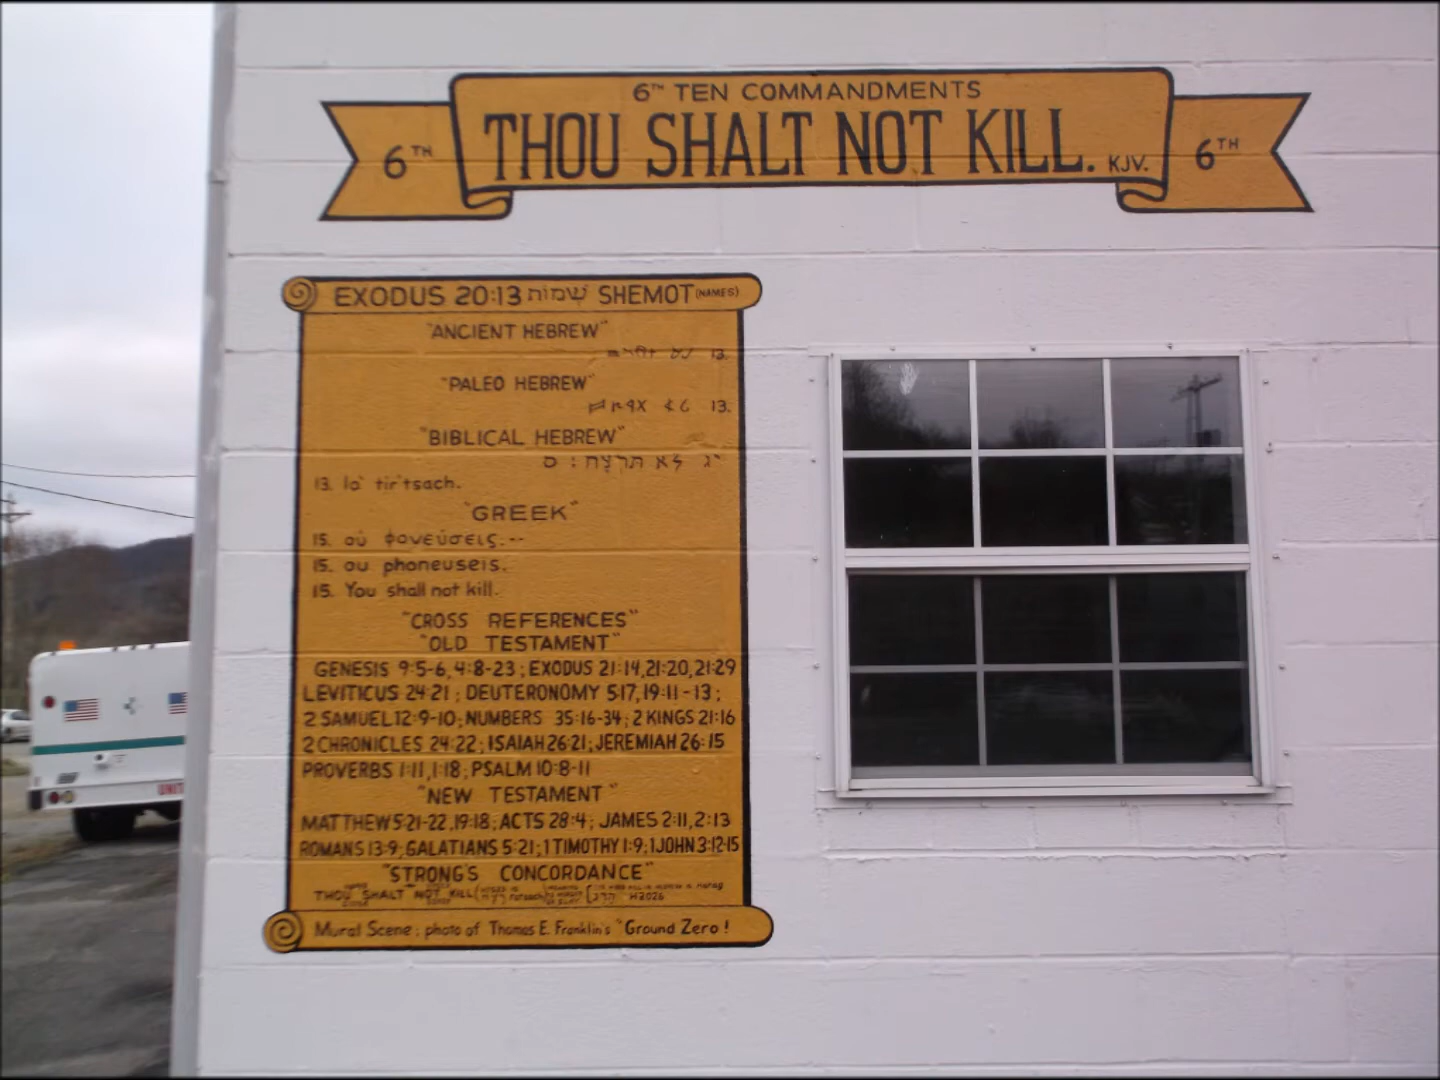 6TH TEN COMMANDMENTS
6TH THOU SHALT NOT KILL. KJV. 6TH
EXODUS 20:13 שמות SHEMOT (NAMES)
"ANCIENT HEBREW"
13.
"PALEO HEBREW"
13.
"BIBLICAL HEBREW"
יג לא תרצח: ס
13. lo' tir'tsach.
"GREEK"
15. οὐ φονεύσεις.--
15. ou phoneuseis.
15. You shall not kill.
"CROSS REFERENCES"
"OLD TESTAMENT"
GENESIS 9:5-6, 4:8-23; EXODUS 21:14, 21:20, 21:29
LEVITICUS 24:21; DEUTERONOMY 5:17, 19:11-13;
2 SAMUEL 12:9-10; NUMBERS 35:16-34; 2 KINGS 21:16
2 CHRONICLES 24:22; ISAIAH 26:21; JEREMIAH 26:15
PROVERBS 1:11, 1:18; PSALM 10:8-11
"NEW TESTAMENT"
MATTHEW 5:21-22, 19:18; ACTS 28:4; JAMES 2:11, 2:13
ROMANS 13:9; GALATIANS 5:21; 1 TIMOTHY 1:9; 1 JOHN 3:12-15
"STRONG'S CONCORDANCE"
THOU SHALT NOT KILL H2026
Mural Scene: photo of Thomas E. Franklin's "Ground Zero!
UNIT